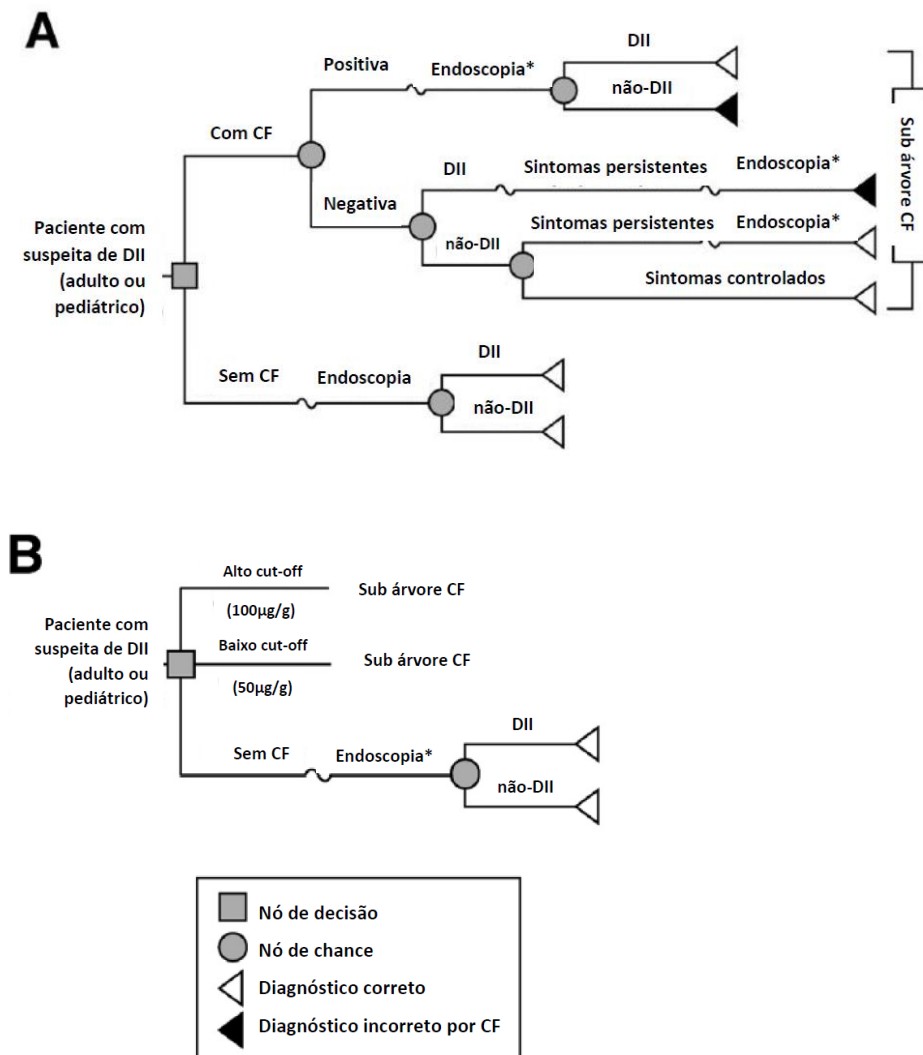 A
DII
Positiva
Endoscopia*
não-DII
Com CF
DII
Sintomas persistentes
Endoscopia*
Negativa
Sintomas persistentes
Endoscopia*
não-DII
Sintomas controlados
Sub árvore CF
Paciente com
suspeita de DII
(adulto ou
pediátrico)
DII
Sem CF
Endoscopia
não-DII
B
Alto cut-off
Sub árvore CF
(100µg/g)
Paciente com
suspeita de DII
(adulto ou
pediátrico)
Baixo cut-off
Sub árvore CF
(50µg/g)
DII
Sem CF
Endoscopia*
não-DII
Nó de decisão
Nó de chance
Diagnóstico correto
Diagnóstico incorreto por CF